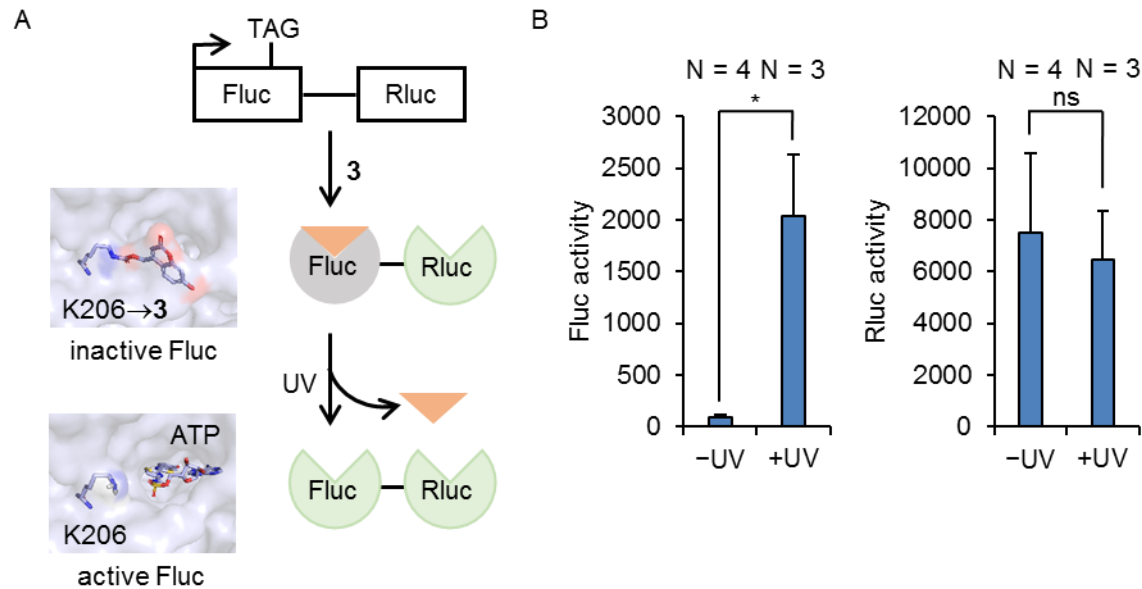 A
TAG
Fluc
Rluc
3
Fluc
Rluc
K206→3
inactive Fluc
UV
ATP
Fluc
Rluc
K206
active Fluc
B
N = 4 N = 3
*
Fluc activity
3000
2500
2000
1500
1000
500
0
−UV +UV
N = 4 N = 3
ns
Rluc activity
12000
10000
8000
6000
4000
2000
0
−UV +UV